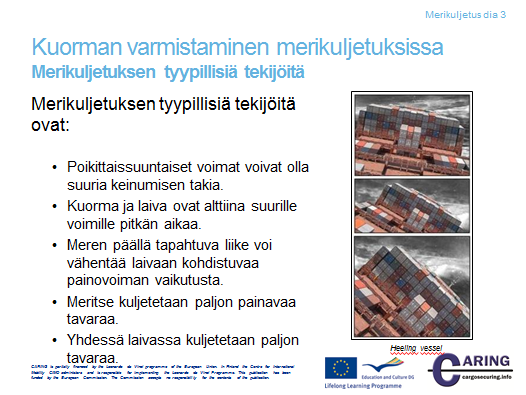 Merikuljetus dia 3
Kuorman varmistaminen merikuljetuksissa
Merikuljetuksen tyypillisiä tekijöitä
Merikuljetuksen tyypillisiä tekijöitä
ovat:
• Poikittaissuuntaiset voimat voivat olla
suuria keinumisen takia.
• Kuorma ja laiva ovat alttiina suurille
voimille pitkän aikaa.
• Meren päällä tapahtuva liike voi
vähentää laivaan kohdistuvaa
painovoiman vaikutusta.
• Meritse kuljetetaan paljon painavaa
tavaraa.
• Yhdessä laivassa kuljetetaan paljon
tavaraa.
Heeling vessel
CARING is partially financed by the Leonardo da Vinci programme of the European Union. In Finland the Centre for International
Mobility CIMO administers and is responsible for implementing the Leonardo da Vinci Programme. This publication has been
funded by the European Commission. The Commission accepts no responsibility for the contents of the publication.
Education and Culture DG
Lifelong Learning Programme
CARING
cargosecuring.info